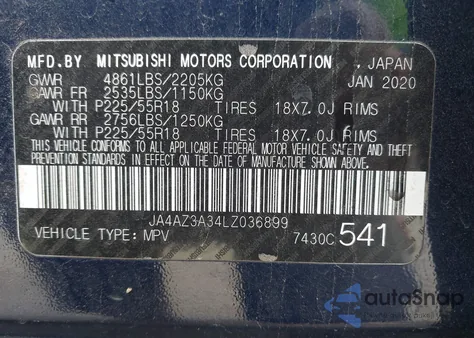 MFD.BY MITSUBISHI MOTORS CORPORATION , JAPAN
GVWR 4861LBS/2205KG JAN 2020
GAWR FR 2535LBS/1150KG
WITH P225/55R18 TIRES 18X7.0J RIMS
GAWR RR 2756LBS/1250KG
WITH P225/55R18 TIRES 18X7.0J RIMS
THIS VEHICLE CONFORMS TO ALL APPLICABLE FEDERAL MOTOR VEHICLE SAFETY AND
THEFT PREVENTION STANDARDS IN EFFECT ON THE DATE OF MANUFACTURE SHOWN ABOVE.
JA4AZ3A34LZ036899
VEHICLE TYPE: MPV 7430C 541
autoSnap